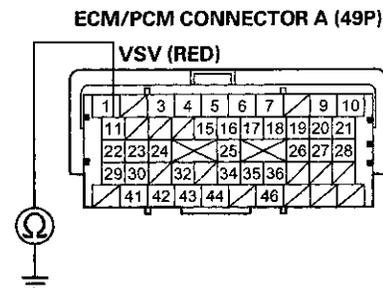 ECM/PCM CONNECTOR A (49P)
VSV (RED)
1 3 4 5 6 7 9 10
11 15 16 17 18 19 20 21
22 23 24 25 26 27 28
29 30 32 34 35 36
41 42 43 44 46
Ω